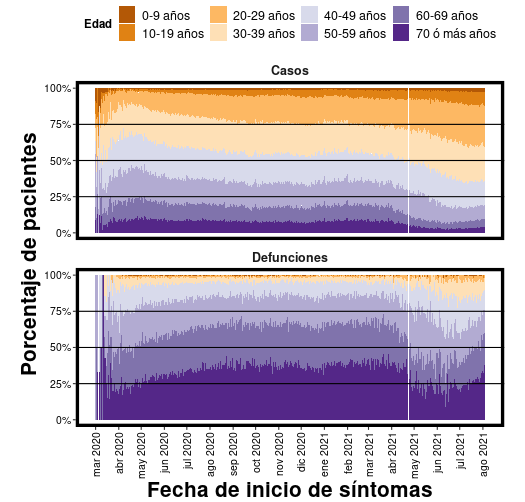 Edad
0-9 años 20-29 años 40-49 años 60-69 años
10-19 años 30-39 años 50-59 años 70 ó más años
Casos
100%
75%
50%
25%
0%
Defunciones
100%
75%
50%
25%
0%
Porcentaje de pacientes
mar 2020 abr 2020 may 2020 jun 2020 jul 2020 ago 2020 sep 2020 oct 2020 nov 2020 dic 2020 ene 2021 feb 2021 mar 2021 abr 2021 may 2021 jun 2021 jul 2021 ago 2021
Fecha de inicio de síntomas